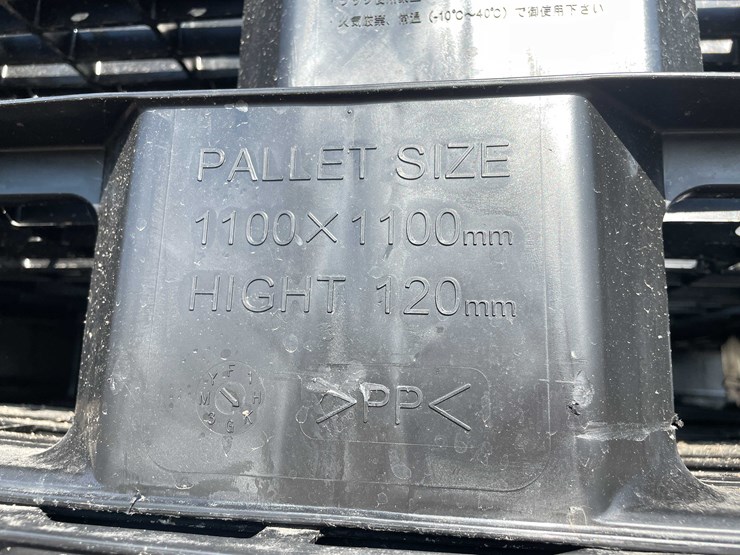 火気厳禁、常温（-10℃～40℃）で御使用下さい
PALLET SIZE
1100×1100mm
HIGHT 120mm
>PP<